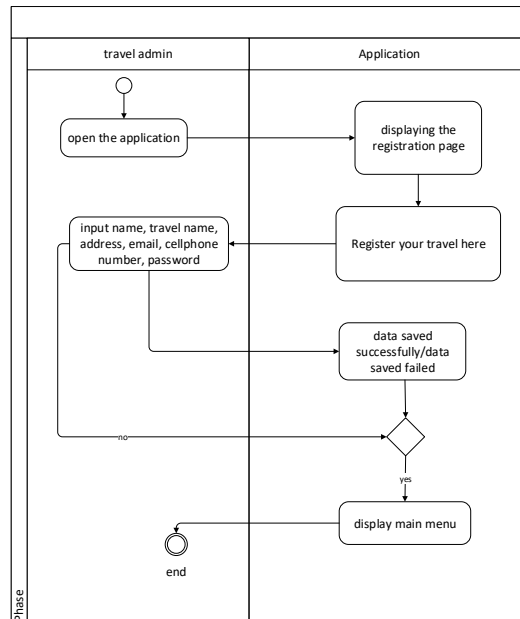 travel admin
Application
open the application
displaying the
registration page
input name, travel name,
address, email, cellphone
number, password
Register your travel here
data saved
successfully/data
saved failed
no
yes
display main menu
end
Phase